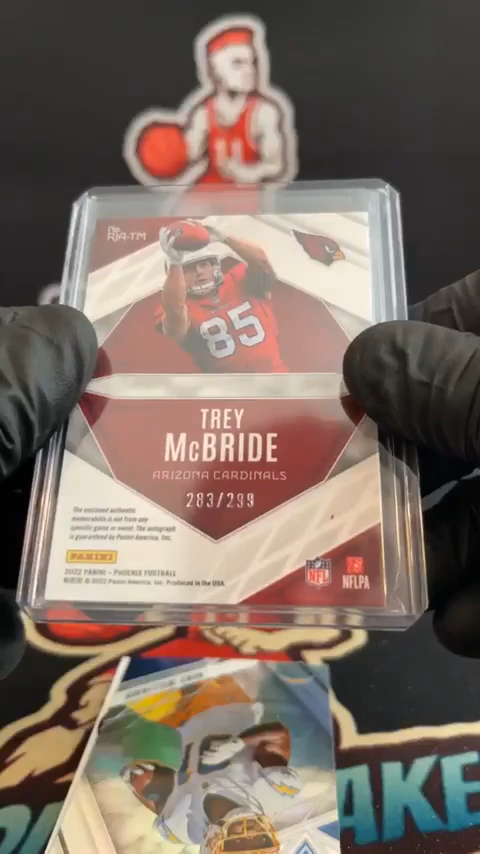 11
No.
RJA-TM
85
TREY
McBRIDE
ARIZONA CARDINALS
283/299
The enclosed authentic
memorabilia is not from any
specific game or event. The autograph
is guaranteed by Panini America, Inc.
PANINI
2022 PANINI – PHOENIX FOOTBALL
© 2022 Panini America, Inc. Produced in the USA.
NFL
NFLPA
AKE